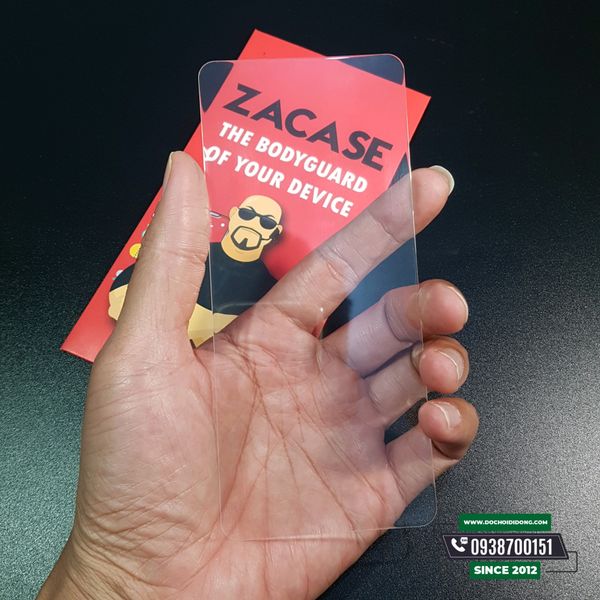 ZACASE
THE BODYGUARD
OF YOUR DEVICE
WWW.DOCHOIDIDONG.COM
0938700151
SINCE 2012